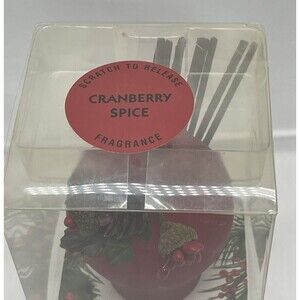 SCRATCH TO RELEASE
CRANBERRY
SPICE
FRAGRANCE